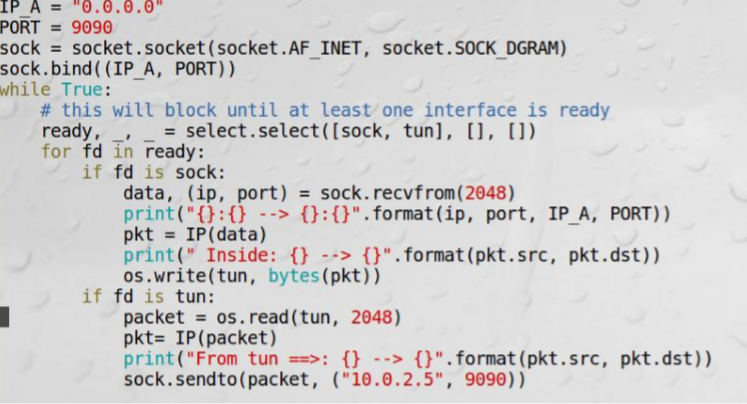 IP_A = "0.0.0.0"
PORT = 9090
sock = socket.socket(socket.AF_INET, socket.SOCK_DGRAM)
sock.bind((IP_A, PORT))
while True:
    # this will block until at least one interface is ready
    ready, _, _ = select.select([sock, tun], [], [])
    for fd in ready:
        if fd is sock:
            data, (ip, port) = sock.recvfrom(2048)
            print("{}:{} --> {}:{}".format(ip, port, IP_A, PORT))
            pkt = IP(data)
            print(" Inside: {} --> {}".format(pkt.src, pkt.dst))
            os.write(tun, bytes(pkt))
        if fd is tun:
            packet = os.read(tun, 2048)
            pkt= IP(packet)
            print("From tun ==>: {} --> {}".format(pkt.src, pkt.dst))
            sock.sendto(packet, ("10.0.2.5", 9090))